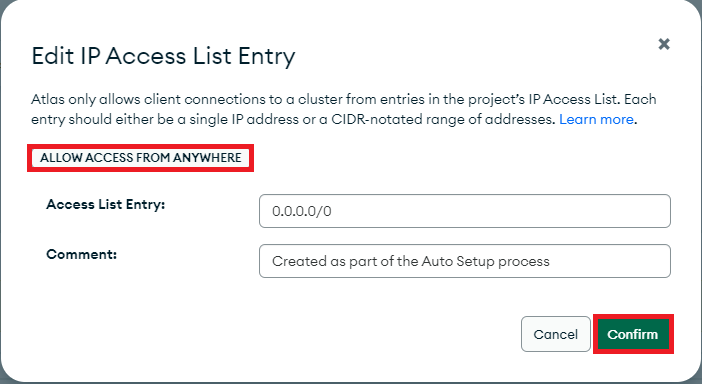 Edit IP Access List Entry
Atlas only allows client connections to a cluster from entries in the project's IP Access List. Each
entry should either be a single IP address or a CIDR-notated range of addresses. Learn more.
ALLOW ACCESS FROM ANYWHERE
Access List Entry: 0.0.0.0/0
Comment: Created as part of the Auto Setup process
Cancel Confirm